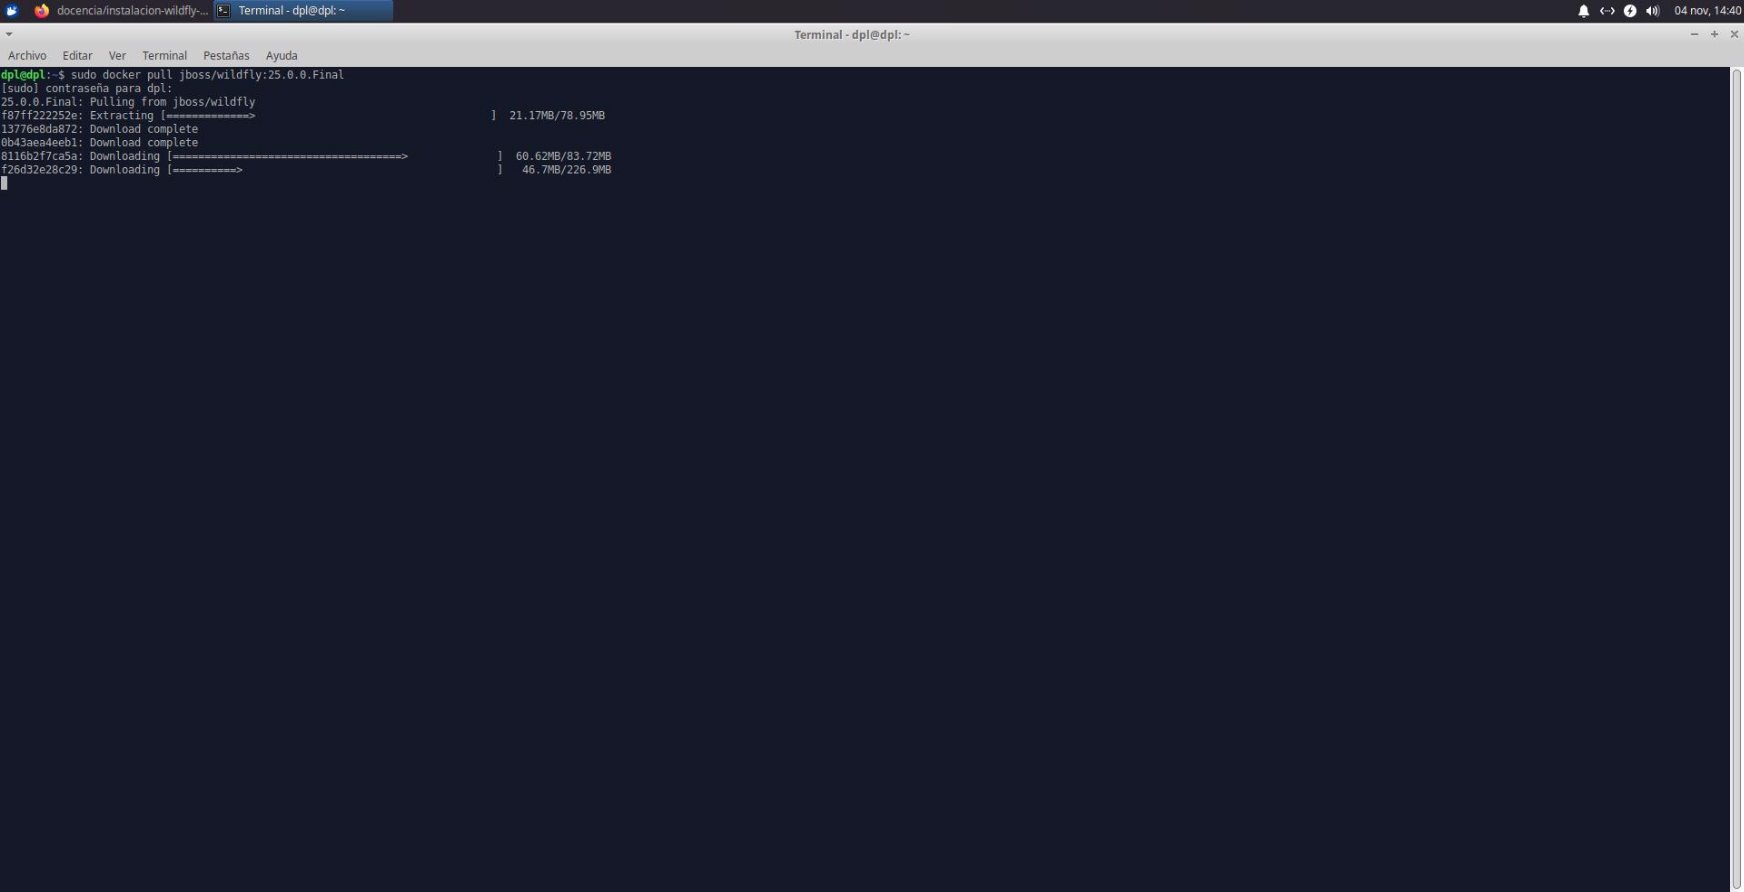 docencia/instalacion-wildfly-... Terminal - dpl@dpl: ~ 04 nov, 14:40
Terminal - dpl@dpl: ~
Archivo Editar Ver Terminal Pestañas Ayuda
dpl@dpl:~$ sudo docker pull jboss/wildfly:25.0.0.Final
[sudo] contraseña para dpl:
25.0.0.Final: Pulling from jboss/wildfly
f87ff222252e: Extracting [=============>                                     ]  21.17MB/78.95MB
13776e8da872: Download complete
0b43aea4eeb1: Download complete
8116b2f7ca5a: Downloading [====================================>              ]  60.62MB/83.72MB
f26d32e28c29: Downloading [==========>                                        ]   46.7MB/226.9MB